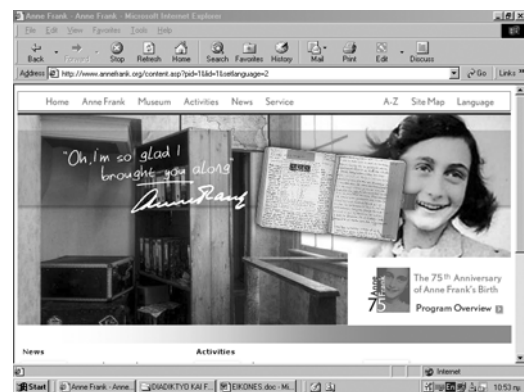 Anne Frank - Anne Frank - Microsoft Internet Explorer
File Edit View Favorites Tools Help
Back Forward Stop Refresh Home Search Favorites History Mail Print Edit Discuss
Address http://www.annefrank.org/content.asp?pid=1&lid=1&setlanguage=2 Go Links »
Home Anne Frank Museum Activities News Service A-Z Site Map Language
"Oh, I'm so glad I
brought you along"
Anne Frank
Anne
Frank
75
The 75th Anniversary
of Anne Frank's Birth
Program Overview
News Activities
Internet
Start Anne Frank - Anne... DIADIKTYO KAI F... EIKONES.doc - Mi... En 10:53 πμ